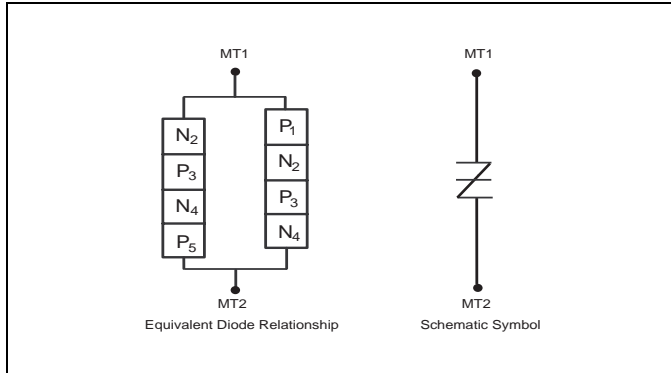 MT1
N2
P3
N4
P5
P1
N2
P3
N4
MT2
Equivalent Diode Relationship
MT1
MT2
Schematic Symbol